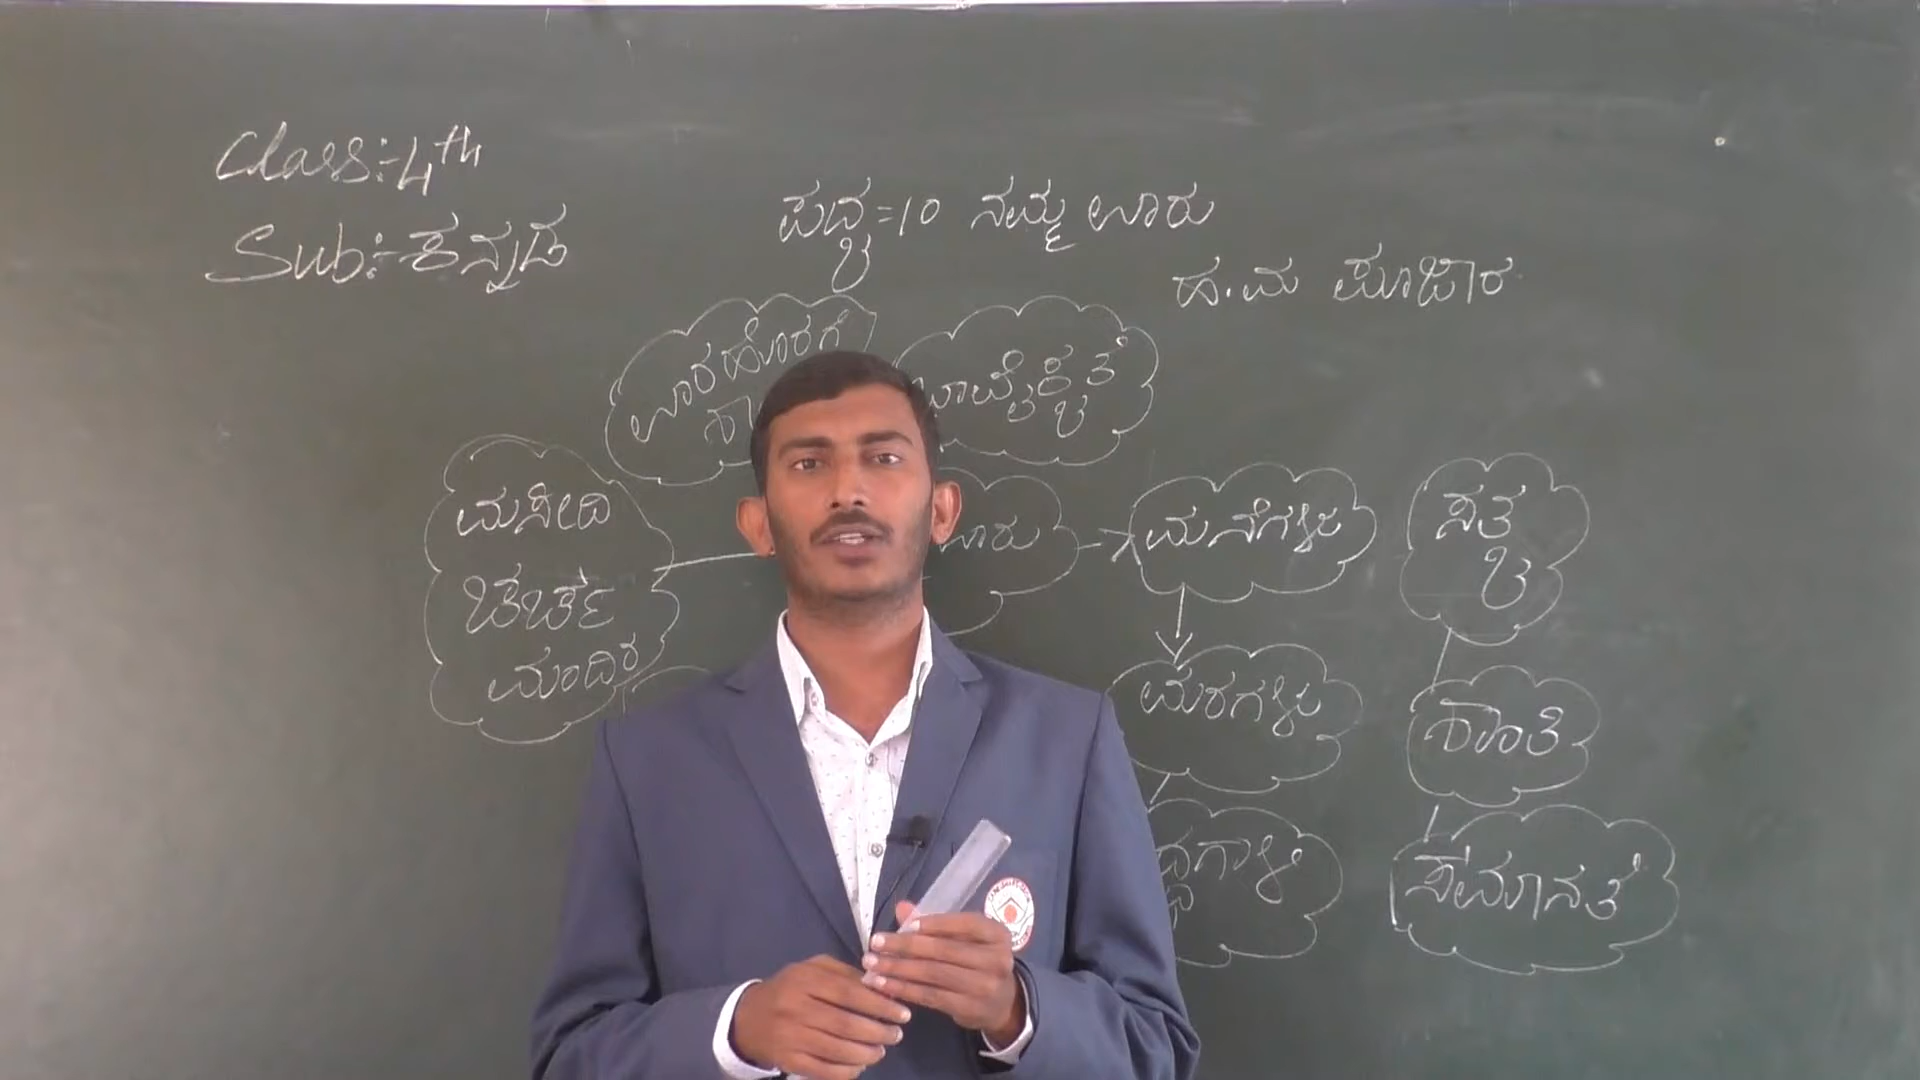 Class:-4th
Sub:-ಕನ್ನಡ
ಪದ್ಯ=10 ನಮ್ಮ ಊರು
ಹ.ಮ ಪೂಜಾರ
ಊರಹೊರಗೆ
ಮಸೀದಿ
ಚರ್ಚ
ಮಂದಿರ
ಊರು
ಮನೆಗಳು
ಮರಗಳು
ಸತ್ಯ
ಶಾಂತಿ
ಸಮಾನತೆ